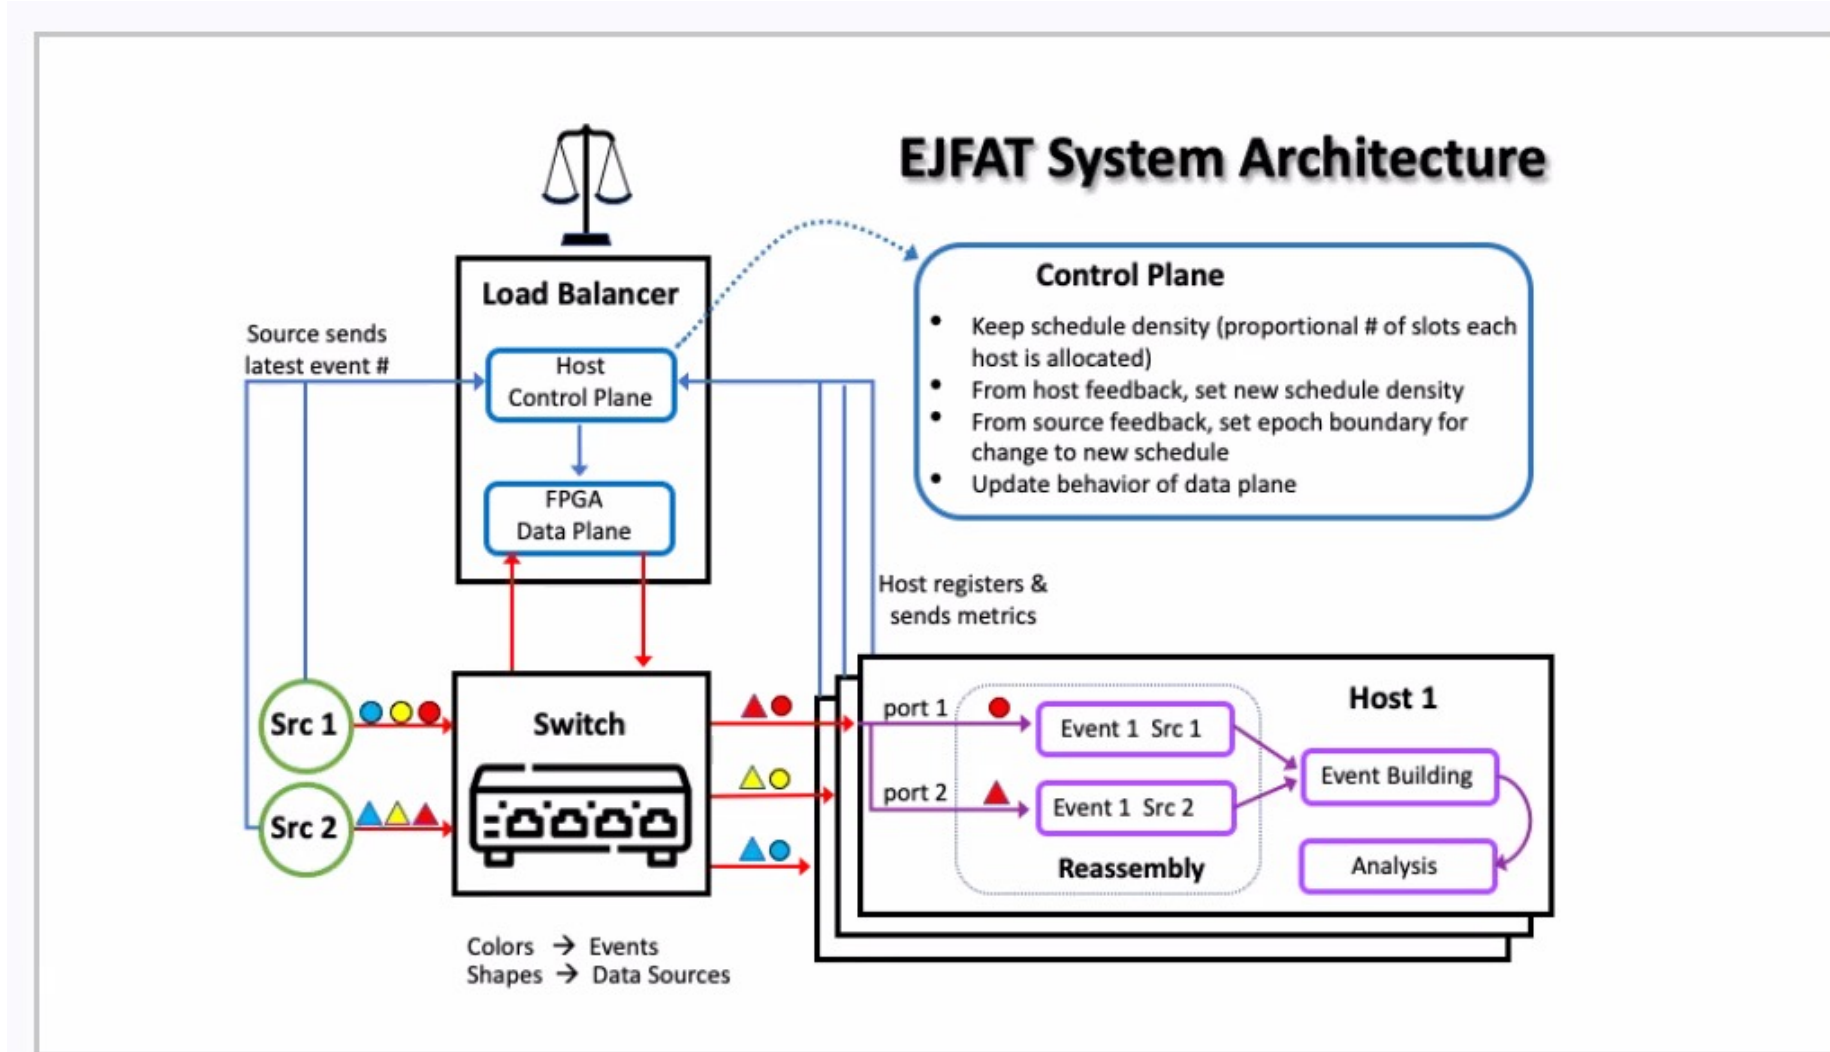 EJFAT System Architecture
Load Balancer
Source sends
latest event #
Host
Control Plane
FPGA
Data Plane
Control Plane
• Keep schedule density (proportional # of slots each
host is allocated)
• From host feedback, set new schedule density
• From source feedback, set epoch boundary for
change to new schedule
• Update behavior of data plane
Host registers &
sends metrics
Src 1
Src 2
Switch
port 1
port 2
Event 1 Src 1
Event 1 Src 2
Reassembly
Host 1
Event Building
Analysis
Colors → Events
Shapes → Data Sources